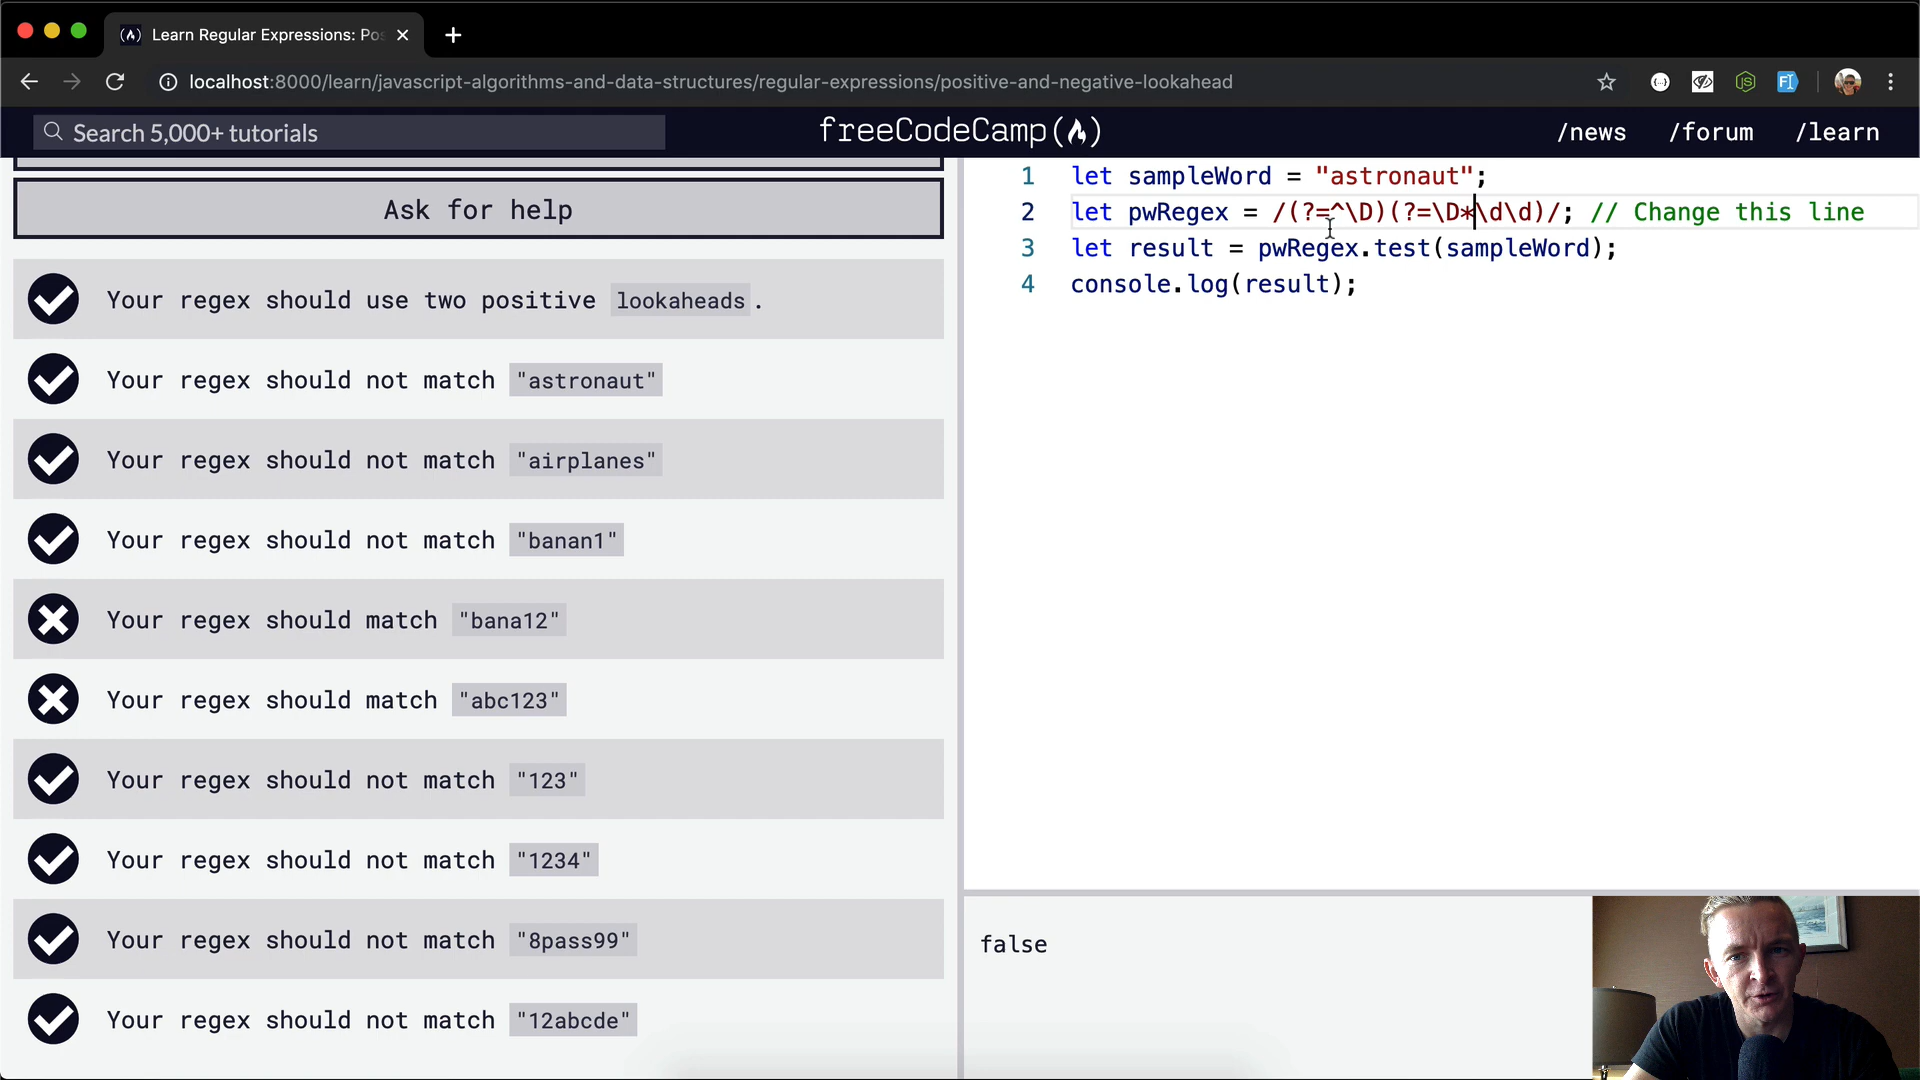 Learn Regular Expressions: Pos
localhost:8000/learn/javascript-algorithms-and-data-structures/regular-expressions/positive-and-negative-lookahead
Search 5,000+ tutorials
freeCodeCamp(🔥)
/news /forum /learn
Ask for help
Your regex should use two positive lookaheads.
Your regex should not match "astronaut"
Your regex should not match "airplanes"
Your regex should not match "banan1"
Your regex should match "bana12"
Your regex should match "abc123"
Your regex should not match "123"
Your regex should not match "1234"
Your regex should not match "8pass99"
Your regex should not match "12abcde"
1 let sampleWord = "astronaut";
2 let pwRegex = /(?=^\D)(?=\D*\d\d)/; // Change this line
3 let result = pwRegex.test(sampleWord);
4 console.log(result);
false